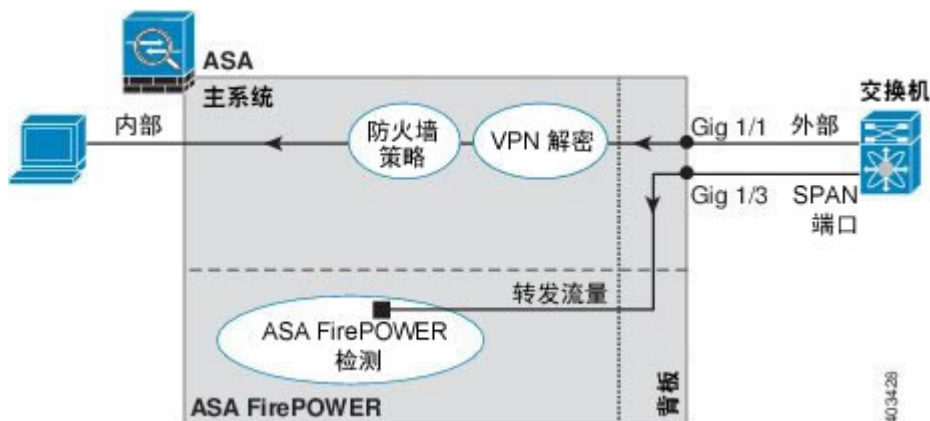 ASA
主系统
交换机
内部
防火墙
策略
VPN 解密
Gig 1/1
外部
Gig 1/3
SPAN
端口
转发流量
ASA FirePOWER
检测
背板
ASA FirePOWER
403428